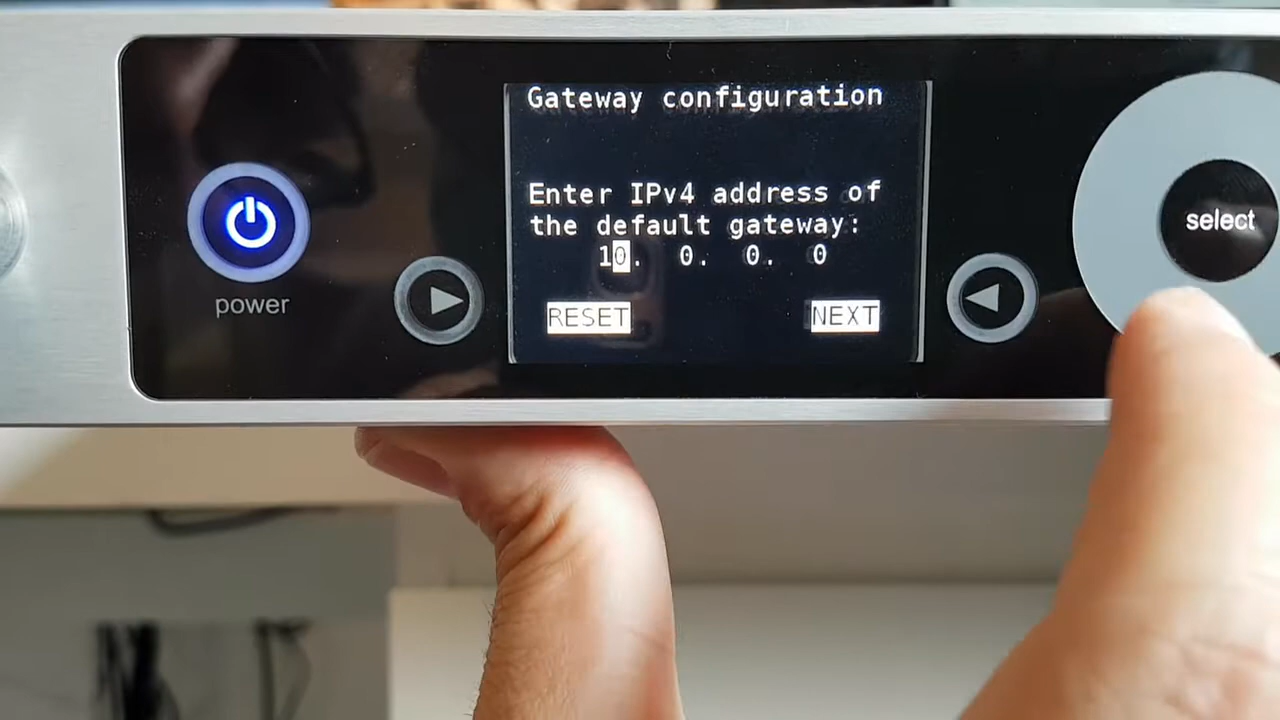 Gateway configuration
Enter IPv4 address of
the default gateway:
10. 0. 0. 0
RESET NEXT
power
select